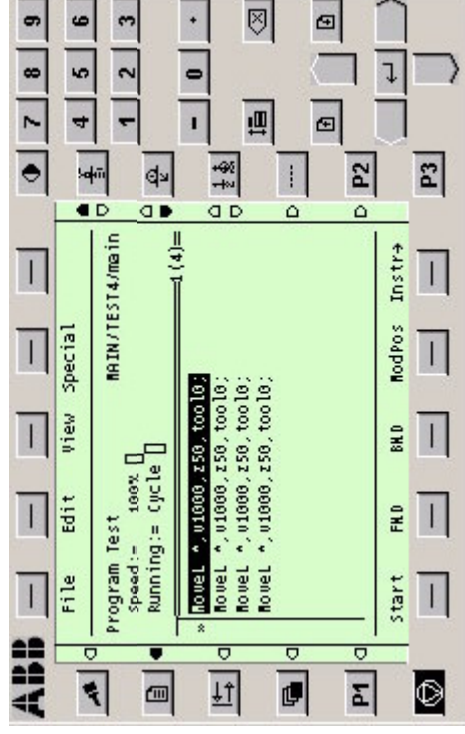 ABB
File Edit View Special
Program Test MAIN/TEST4/main
Speed:= 100%
Running:= Cycle
1(4)
MoveL *,v1000,z50,tool0;
MoveL *,v1000,z50,tool0;
MoveL *,v1000,z50,tool0;
MoveL *,v1000,z50,tool0;
Start FWD BWD ModPos Instr→
P1
7 8 9
4 5 6
1 2 3
- 0 .
P2
P3